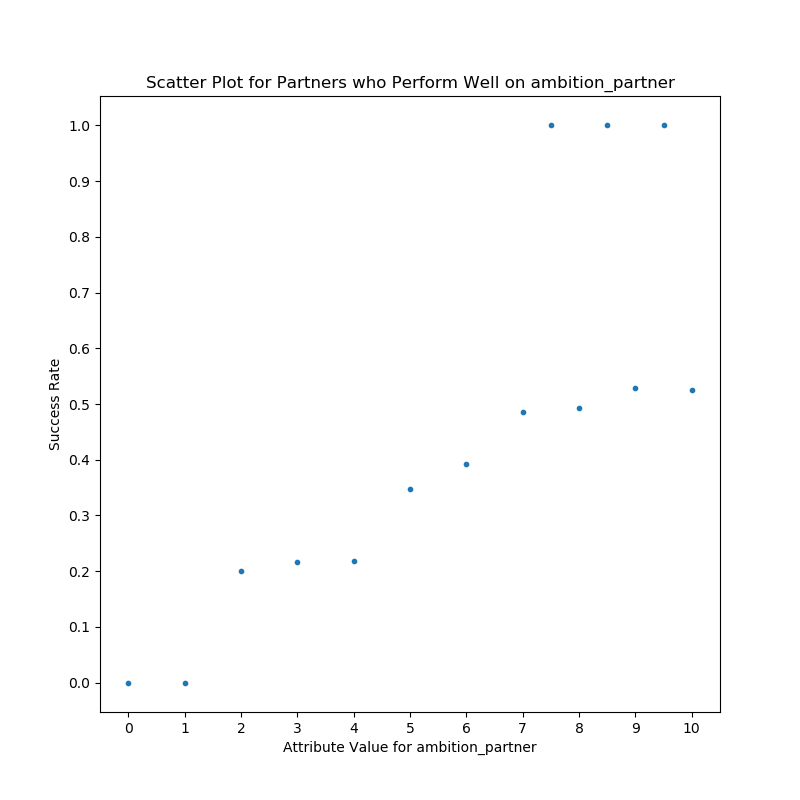 Scatter Plot for Partners who Perform Well on ambition_partner
1.0
0.9
0.8
0.7
0.6
0.5
0.4
0.3
0.2
0.1
0.0
Success Rate
0 1 2 3 4 5 6 7 8 9 10
Attribute Value for ambition_partner